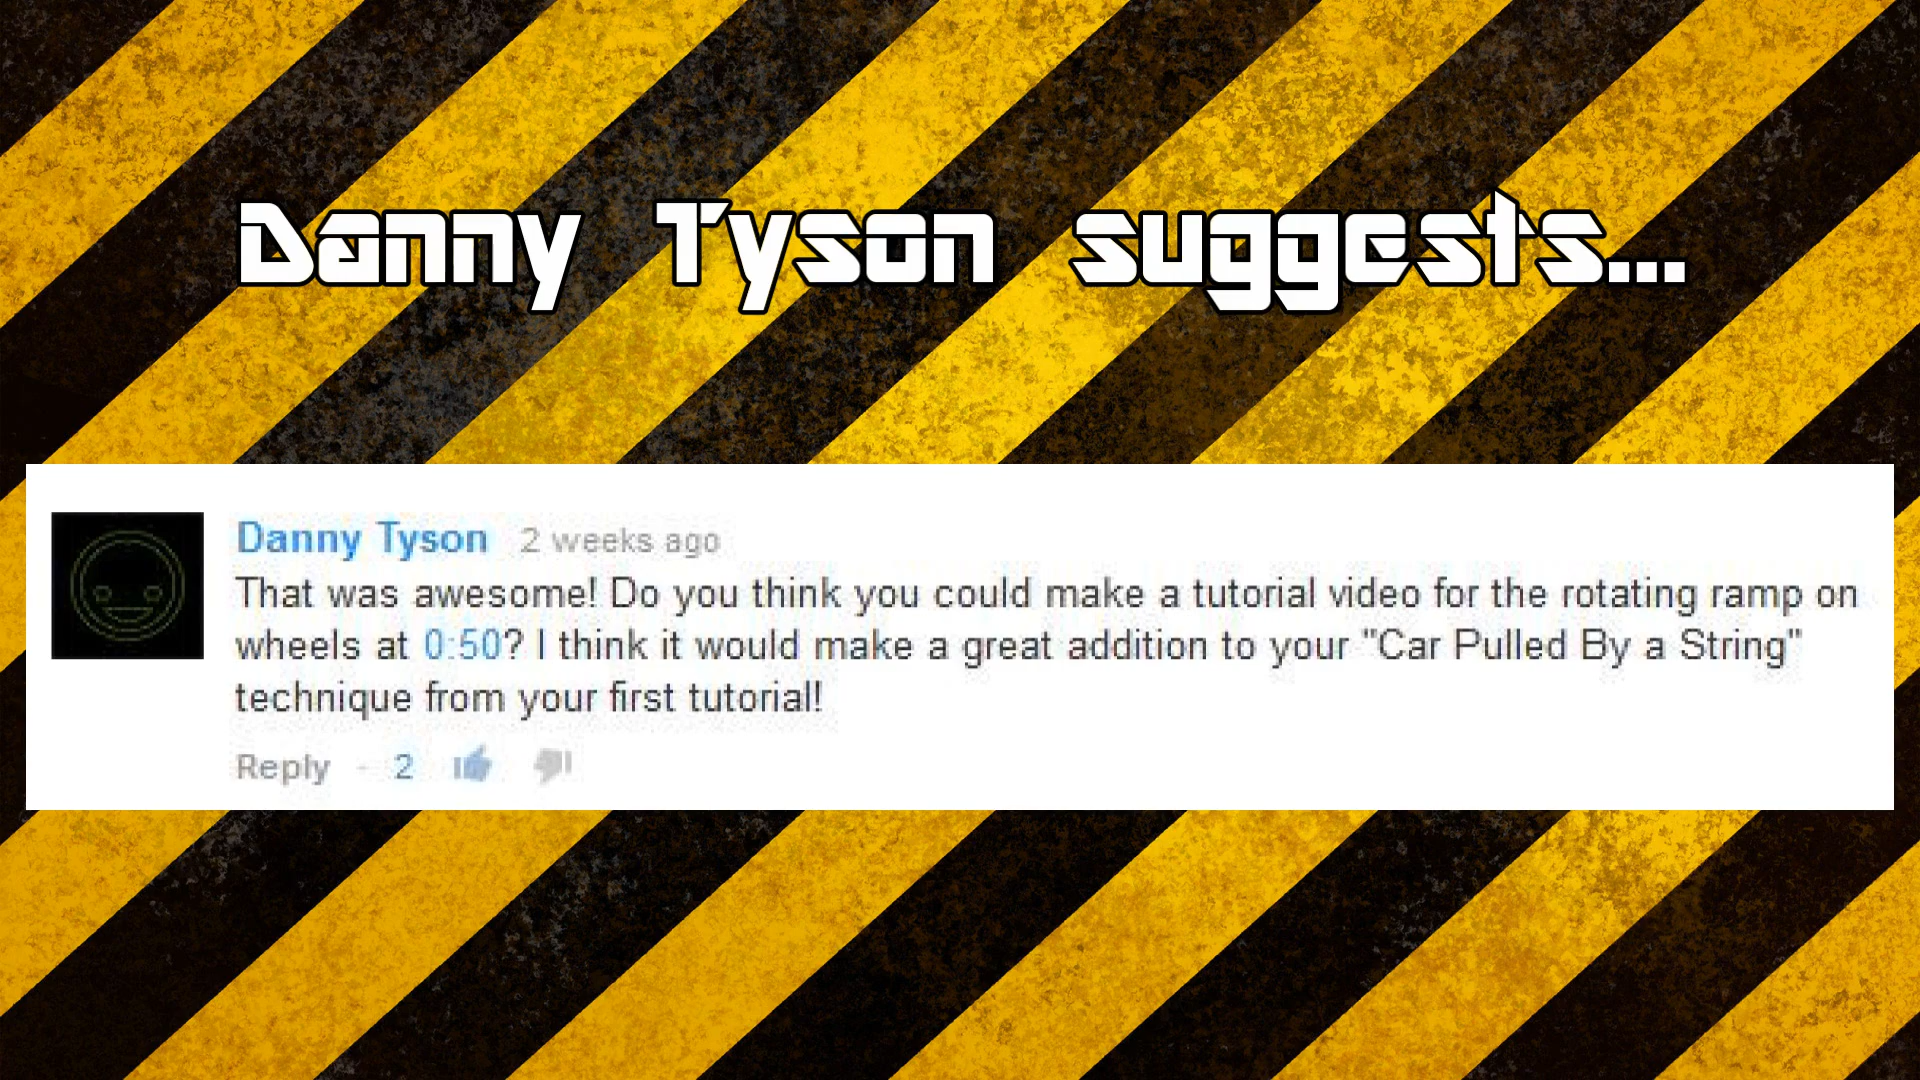 Danny Tyson suggests...
Danny Tyson 2 weeks ago
That was awesome! Do you think you could make a tutorial video for the rotating ramp on
wheels at 0:50? I think it would make a great addition to your "Car Pulled By a String"
technique from your first tutorial!
Reply - 2